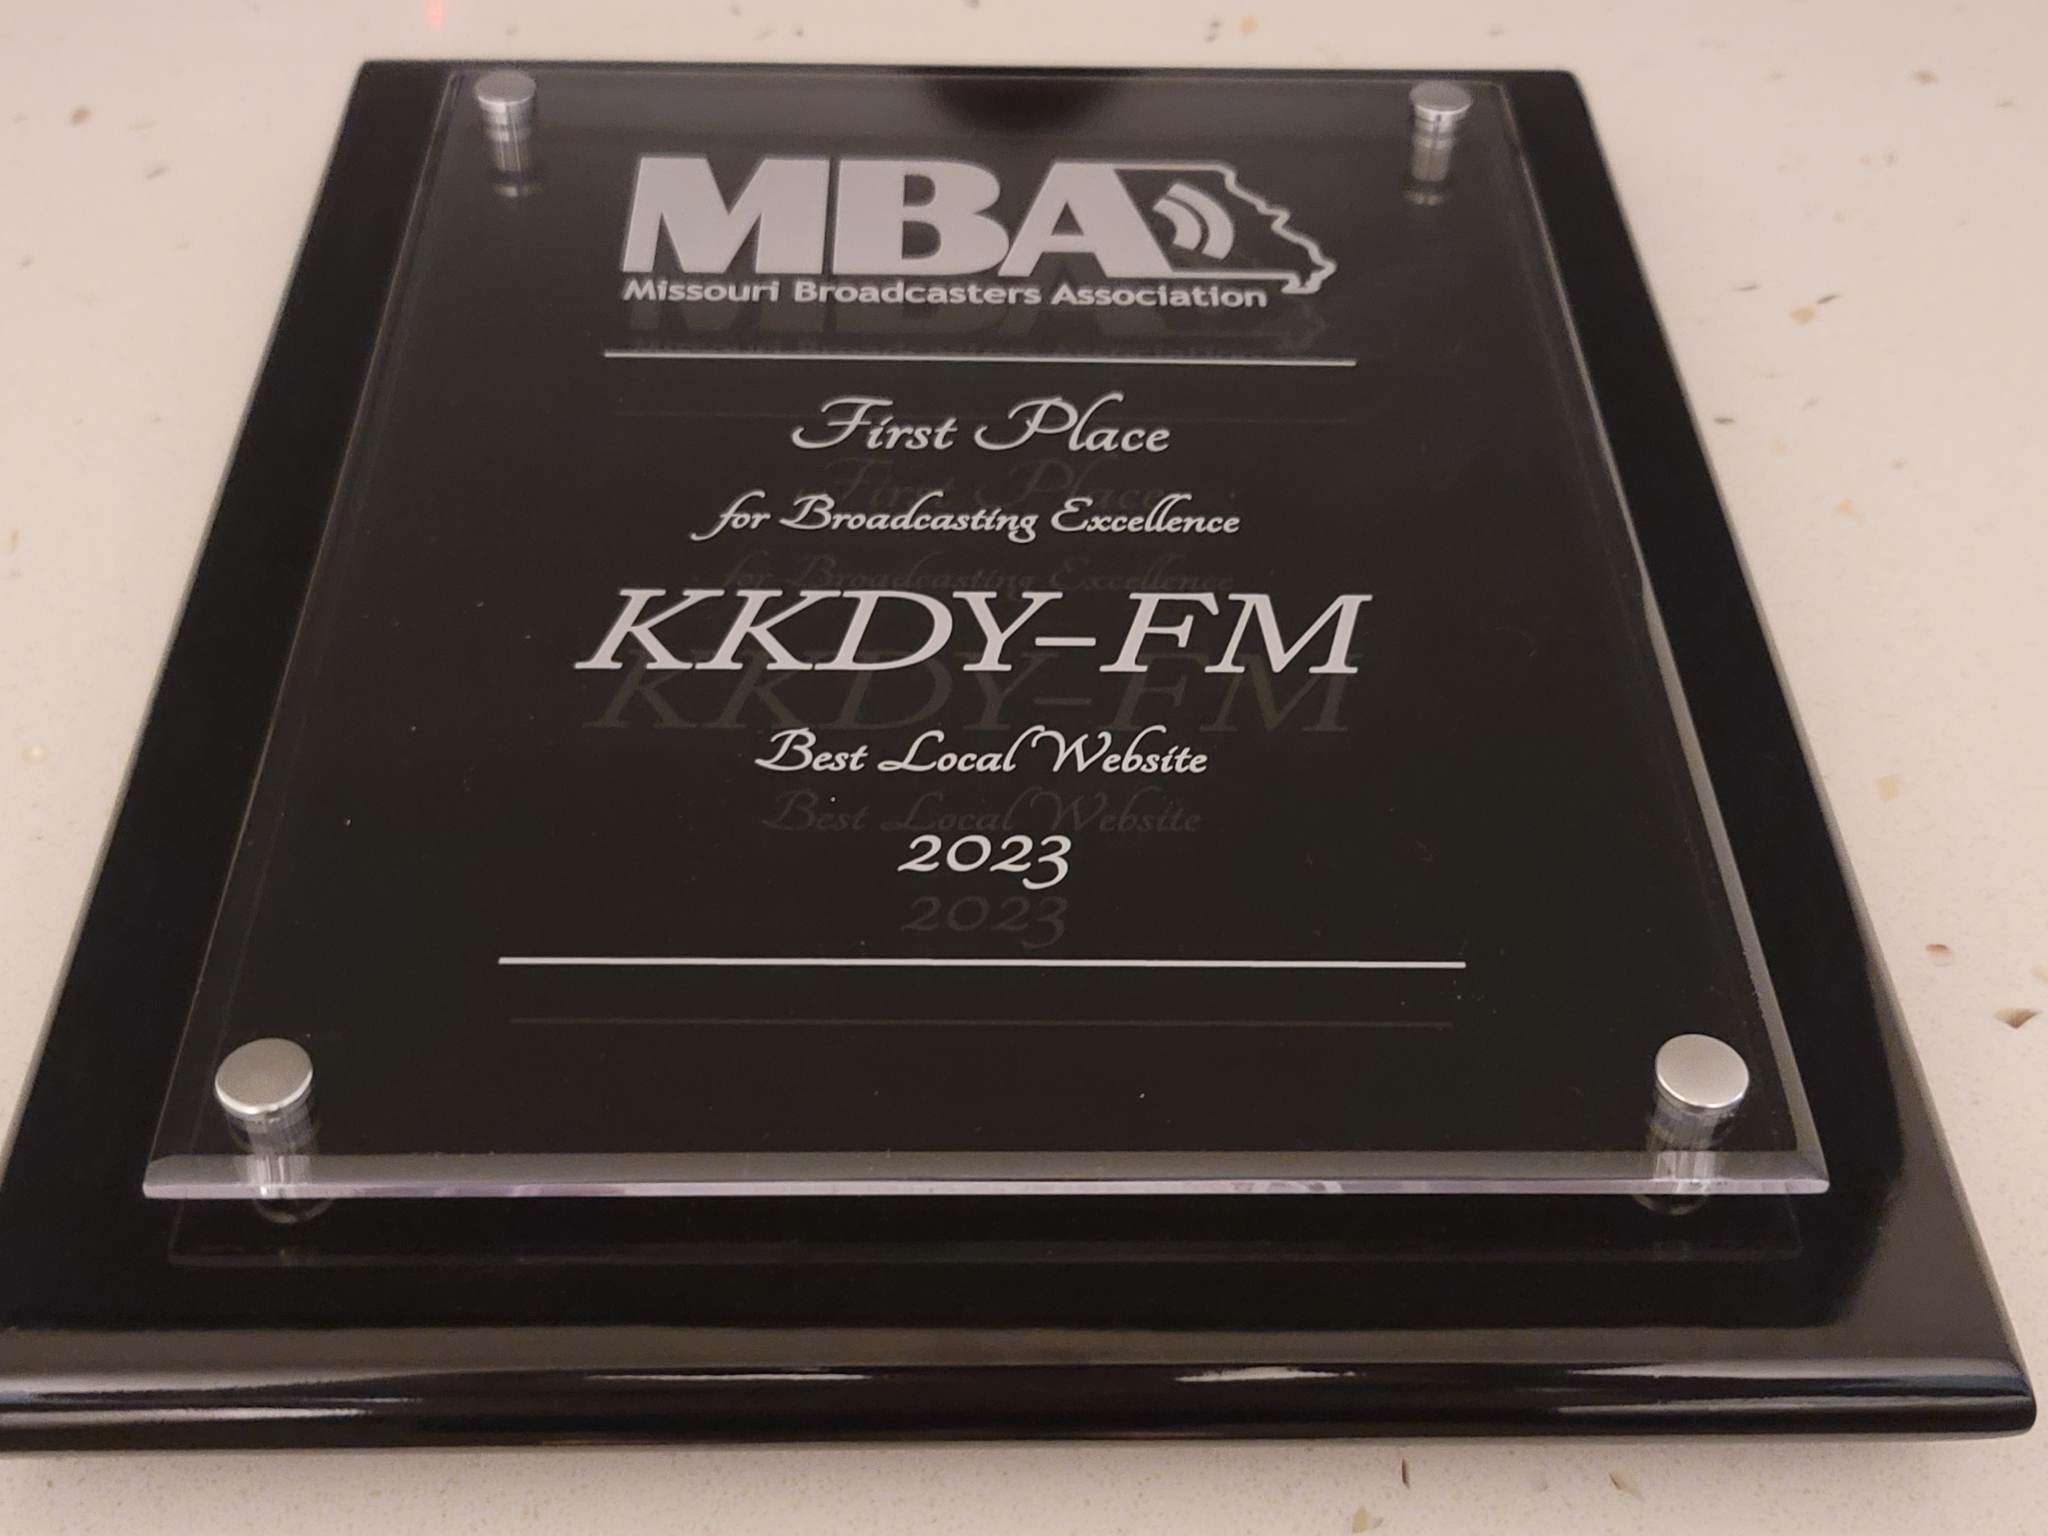 MBA
Missouri Broadcasters Association
First Place
for Broadcasting Excellence
KKDY-FM
Best Local Website
2023